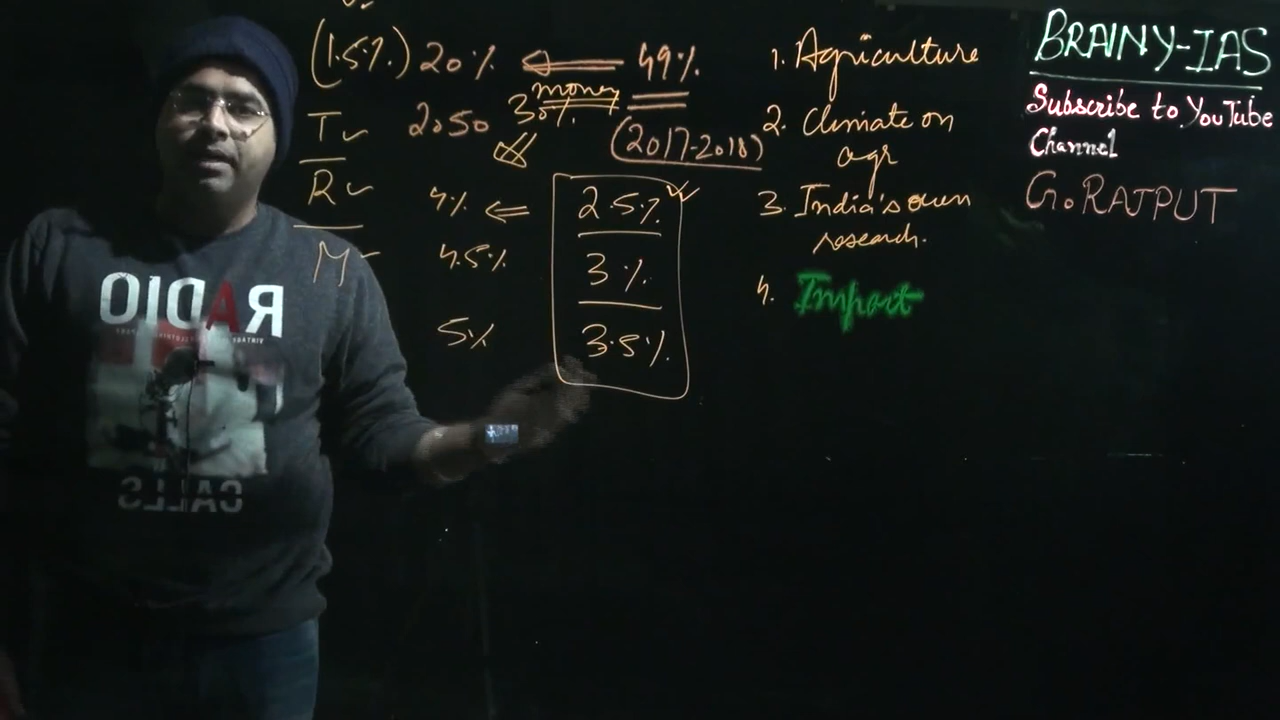 (1.5%) 20% 49%
money
30%
T 2050
(2017-2018)
R 4% 2.5%
M 4.5% 3%
5% 3.5%
1. Agriculture
2. Climate on
agr
3. India's own
research.
4. Impact
BRAINY-IAS
Subscribe to YouTube
Channel
G. RAJPUT
RADIO
CALLS